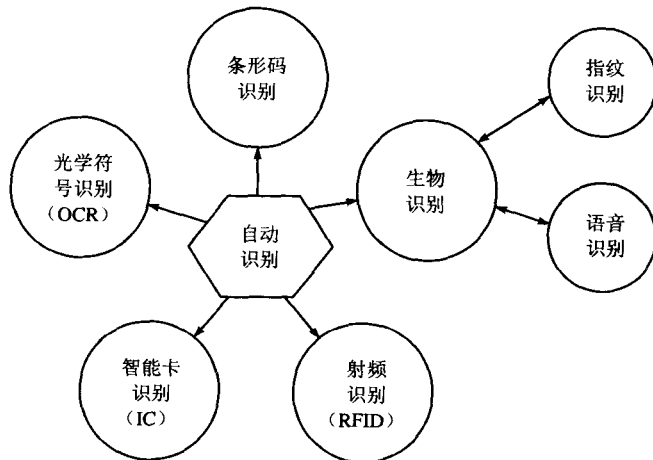 条形码
识别
指纹
识别
光学符
号识别
（OCR）
生物
识别
自动
识别
语音
识别
智能卡
识别
（IC）
射频
识别
(RFID)